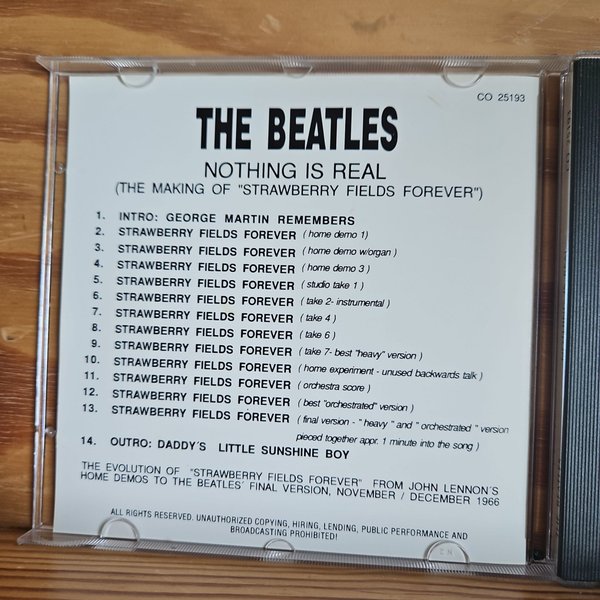 CO 25193
THE BEATLES
NOTHING IS REAL
(THE MAKING OF "STRAWBERRY FIELDS FOREVER")
1. INTRO: GEORGE MARTIN REMEMBERS
2. STRAWBERRY FIELDS FOREVER ( home demo 1)
3. STRAWBERRY FIELDS FOREVER ( home demo w/organ )
4. STRAWBERRY FIELDS FOREVER ( home demo 3 )
5. STRAWBERRY FIELDS FOREVER ( studio take 1 )
6. STRAWBERRY FIELDS FOREVER ( take 2- instrumental )
7. STRAWBERRY FIELDS FOREVER ( take 4 )
8. STRAWBERRY FIELDS FOREVER ( take 6 )
9. STRAWBERRY FIELDS FOREVER ( take 7- best "heavy" version )
10. STRAWBERRY FIELDS FOREVER ( home experiment - unused backwards talk )
11. STRAWBERRY FIELDS FOREVER ( orchestra score )
12. STRAWBERRY FIELDS FOREVER ( best "orchestrated" version )
13. STRAWBERRY FIELDS FOREVER ( final version - " heavy " and " orchestrated " version
pieced together appr. 1 minute into the song )
14. OUTRO: DADDY´S LITTLE SUNSHINE BOY
THE EVOLUTION OF "STRAWBERRY FIELDS FOREVER" FROM JOHN LENNON´S
HOME DEMOS TO THE BEATLES´ FINAL VERSION, NOVEMBER / DECEMBER 1966
ALL RIGHTS RESERVED. UNAUTHORIZED COPYING, HIRING, LENDING, PUBLIC PERFORMANCE AND
BROADCASTING PROHIBITED!